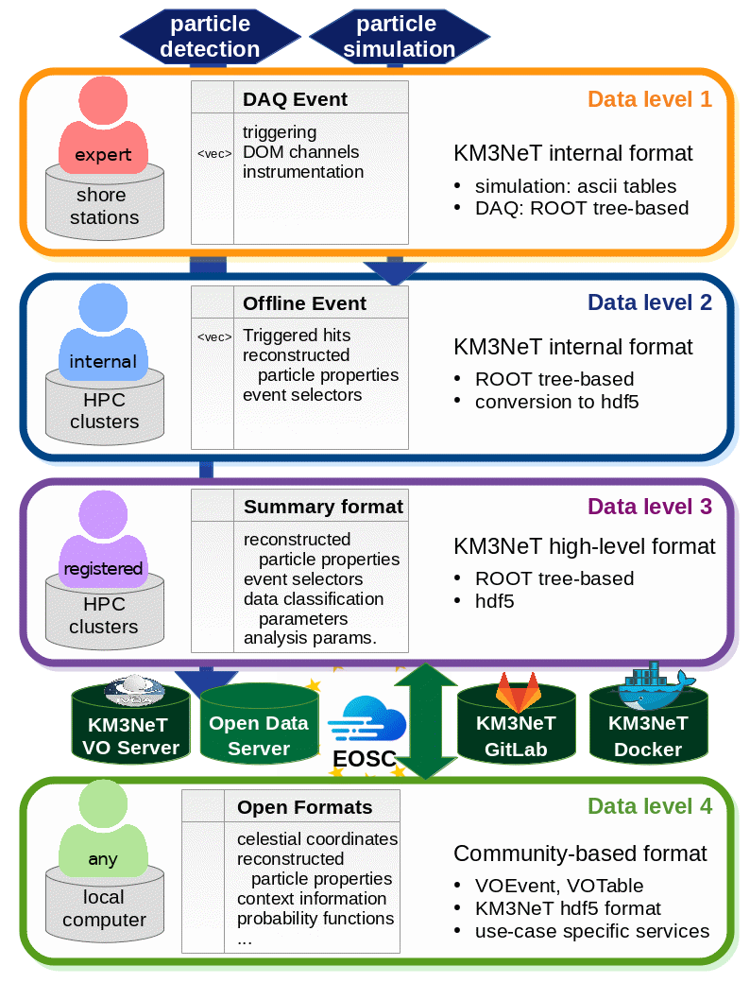 particle
detection
particle
simulation
Data level 1
expert
shore
stations
DAQ Event
<vec>
triggering
DOM channels
instrumentation
KM3NeT internal format
• simulation: ascii tables
• DAQ: ROOT tree-based
Data level 2
internal
HPC
clusters
Offline Event
<vec>
Triggered hits
reconstructed
particle properties
event selectors
KM3NeT internal format
• ROOT tree-based
• conversion to hdf5
Data level 3
registered
HPC
clusters
Summary format
reconstructed
particle properties
event selectors
data classification
parameters
analysis params.
KM3NeT high-level format
• ROOT tree-based
• hdf5
KM3NeT
VO Server
Open Data
Server
EOSC
KM3NeT
GitLab
KM3NeT
Docker
Data level 4
any
local
computer
Open Formats
celestial coordinates
reconstructed
particle properties
context information
probability functions
...
Community-based format
• VOEvent, VOTable
• KM3NeT hdf5 format
• use-case specific services